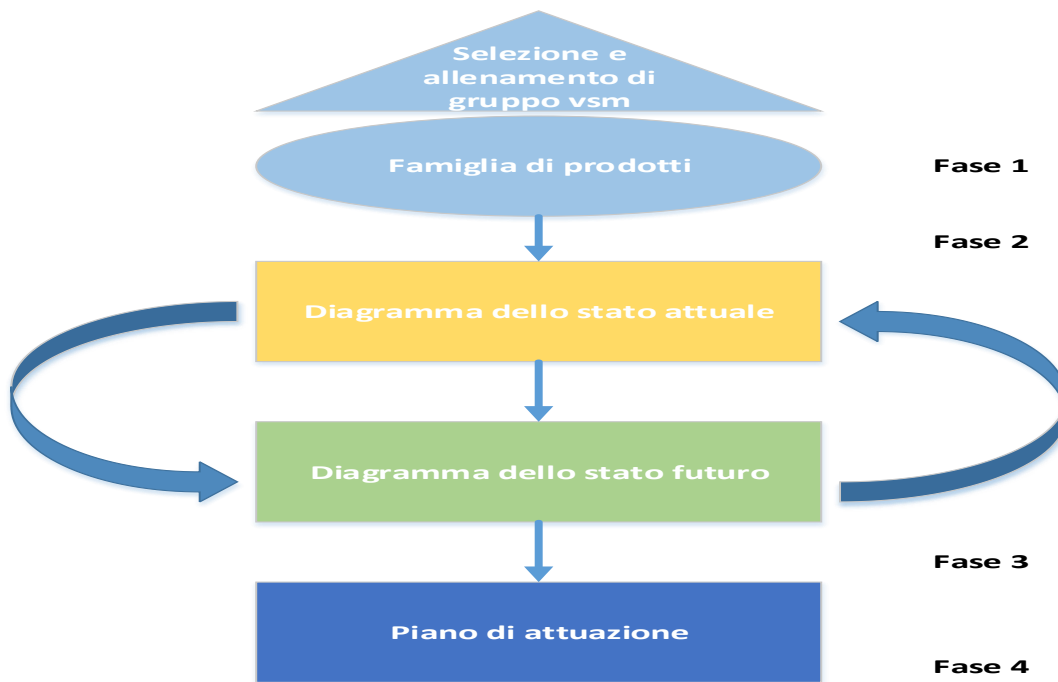 Selezione e
allenamento di
gruppo vsm
Famiglia di prodotti
Fase 1
Fase 2
Diagramma dello stato attuale
Diagramma dello stato futuro
Fase 3
Piano di attuazione
Fase 4